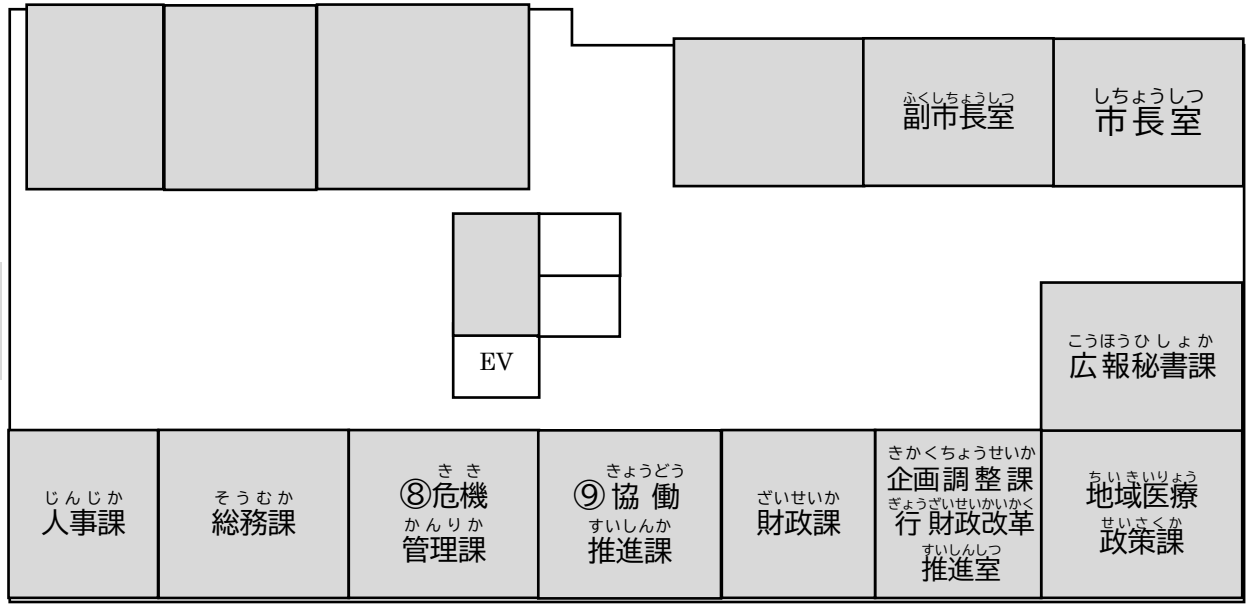 ふくしちょうしつ
副市長室
しちょうしつ
市長室
EV
こうほうひしょか
広報秘書課
じんじか
人事課
そうむか
総務課
きき
⑧危機
かんりか
管理課
きょうどう
⑨協働
すいしんか
推進課
ざいせいか
財政課
きかくちょうせいか
企画調整課
ぎょうざいせいかいかく
行財政改革
すいしんしつ
推進室
ちいきいりょう
地域医療
せいさくか
政策課